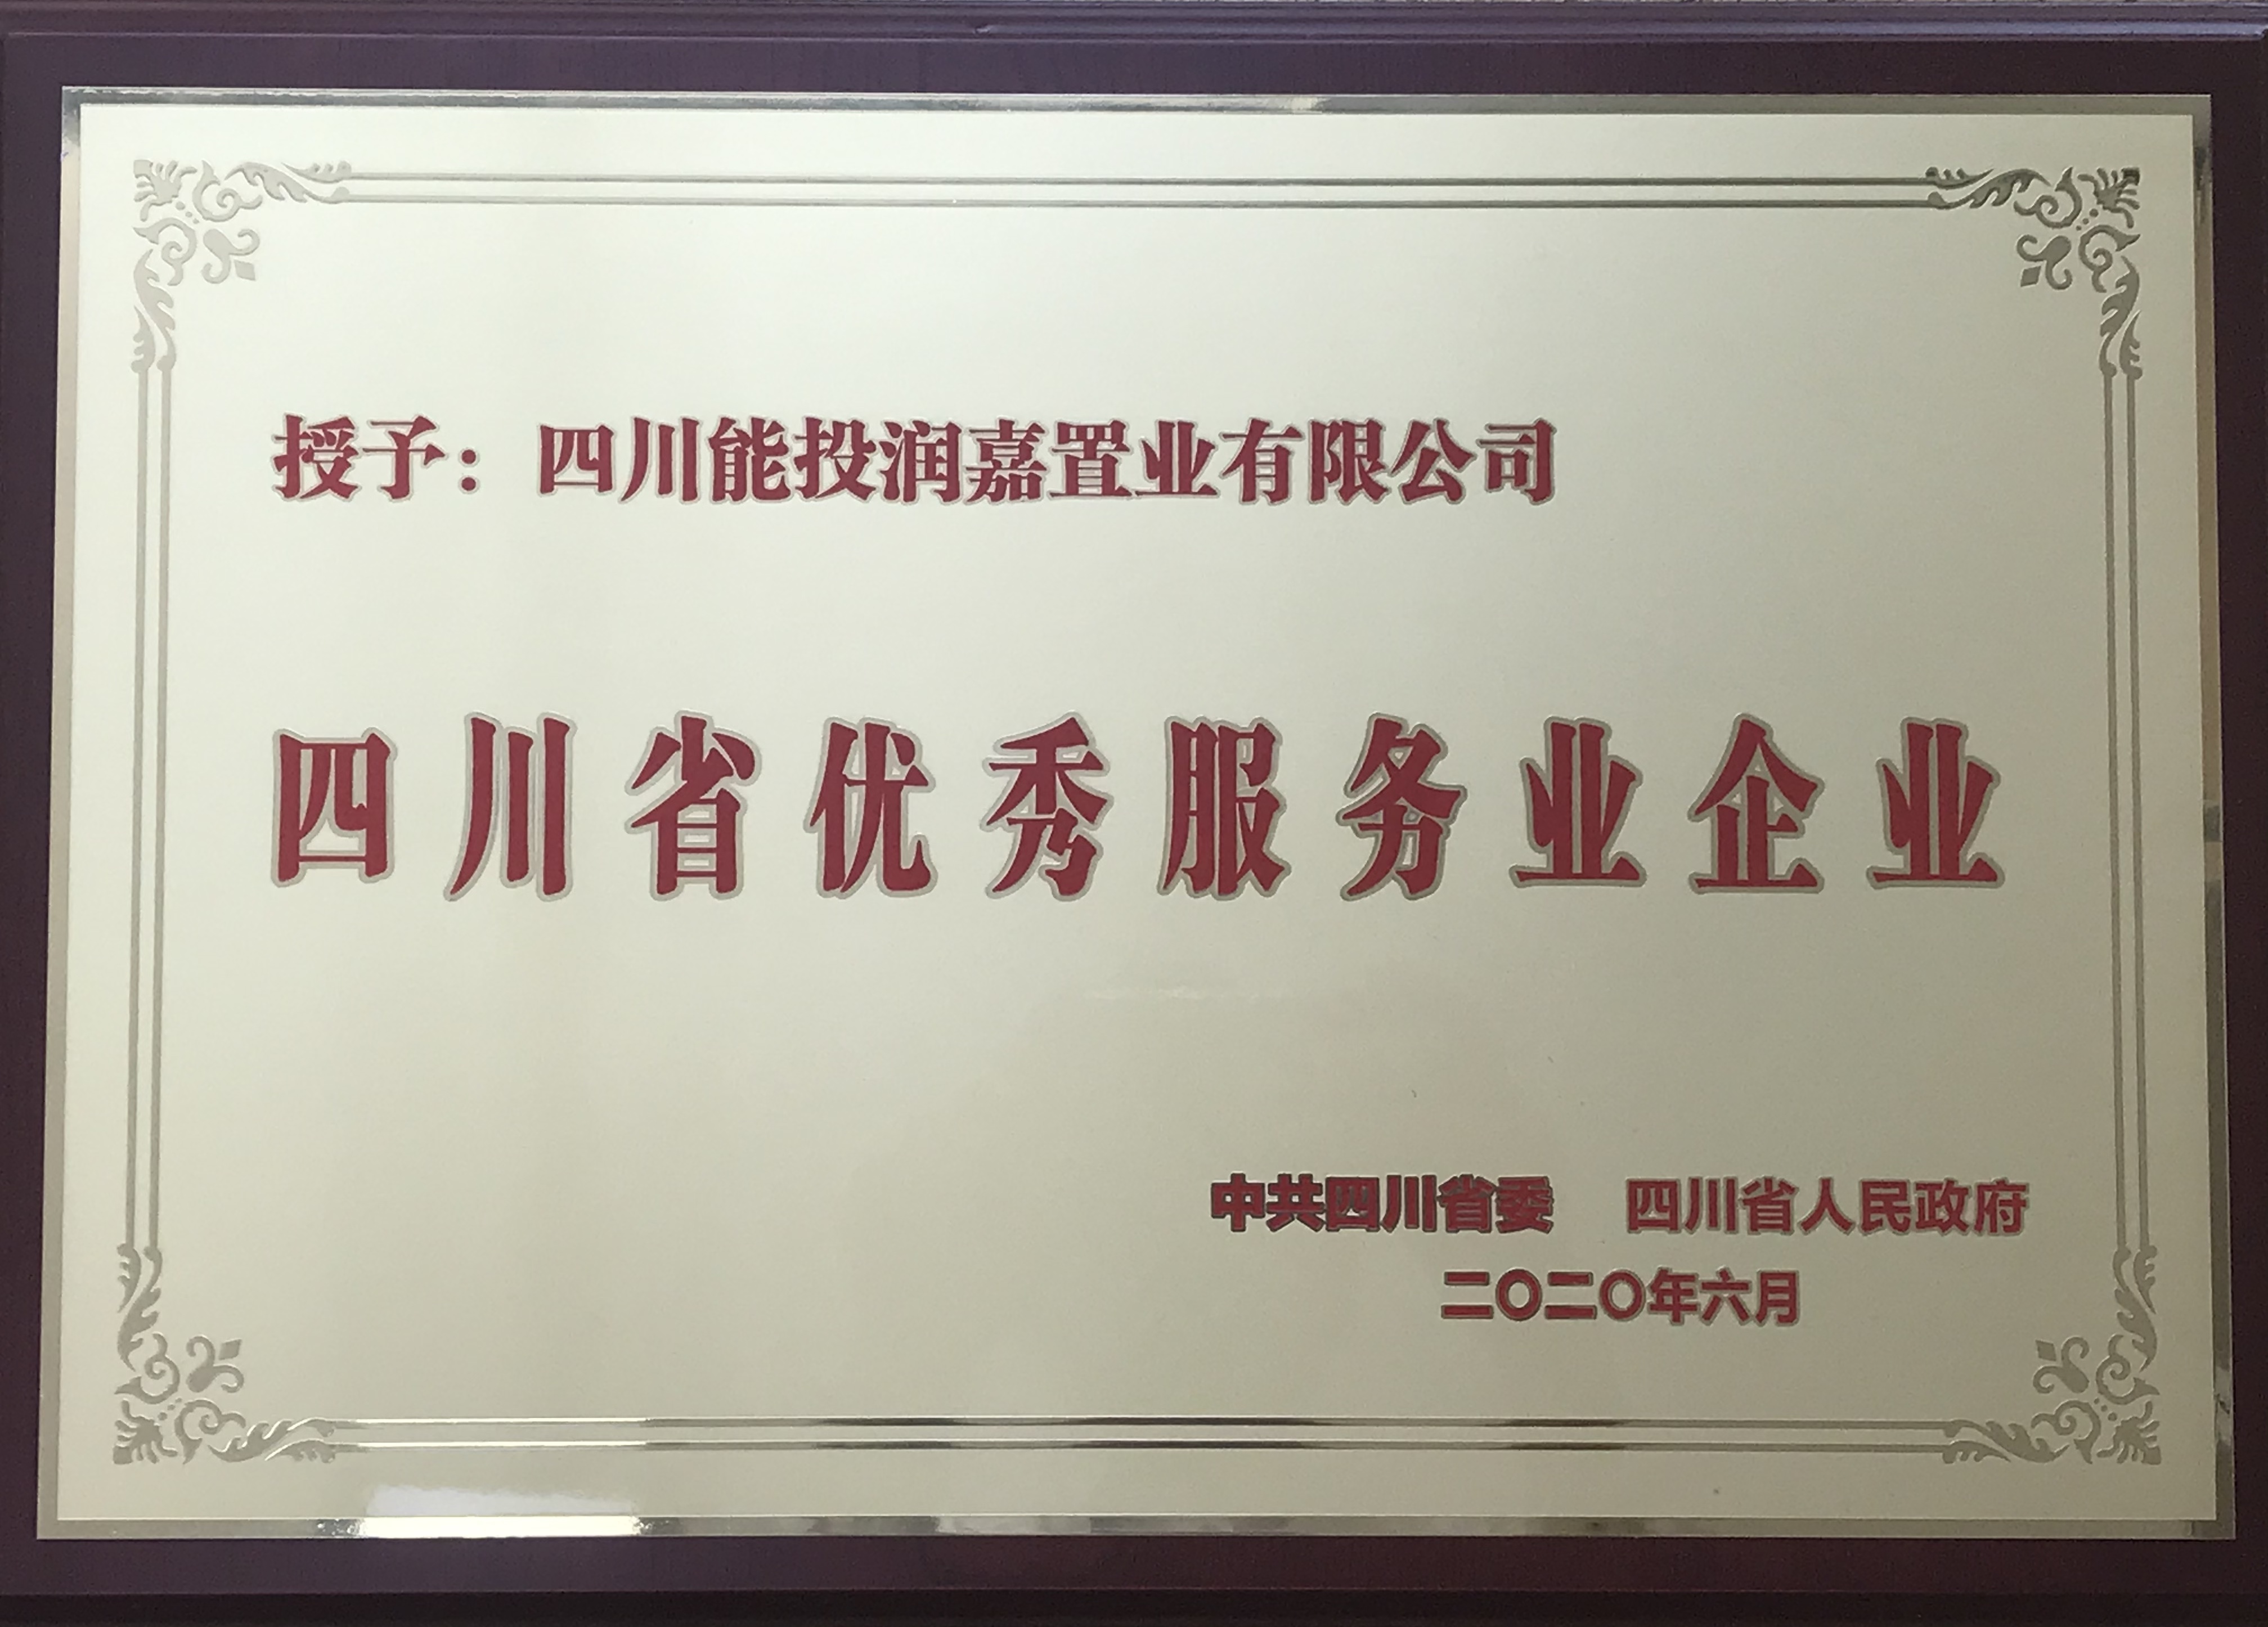 授予：四川能投润嘉置业有限公司
四川省优秀服务业企业
中共四川省委 四川省人民政府
二〇二〇年六月